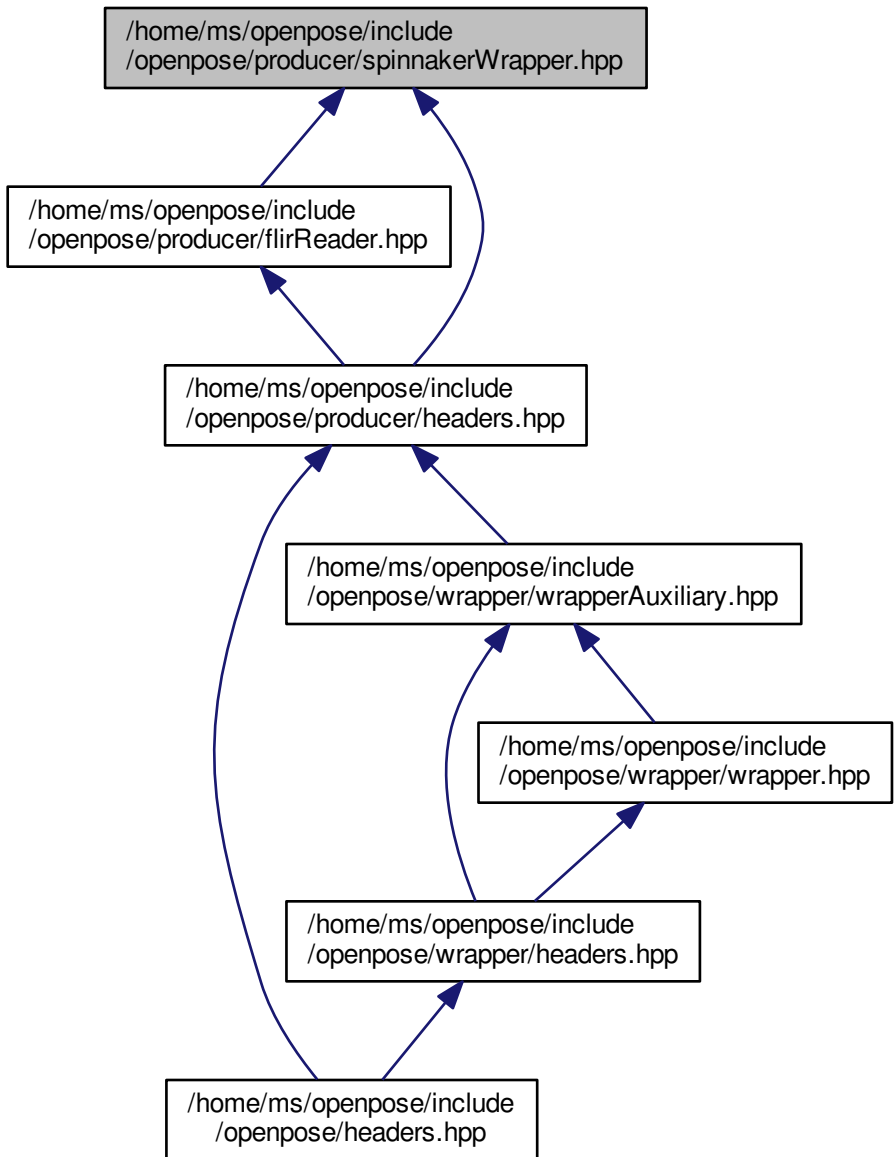 /home/ms/openpose/include
/openpose/producer/spinnakerWrapper.hpp
/home/ms/openpose/include
/openpose/producer/flirReader.hpp
/home/ms/openpose/include
/openpose/producer/headers.hpp
/home/ms/openpose/include
/openpose/wrapper/wrapperAuxiliary.hpp
/home/ms/openpose/include
/openpose/wrapper/wrapper.hpp
/home/ms/openpose/include
/openpose/wrapper/headers.hpp
/home/ms/openpose/include
/openpose/headers.hpp